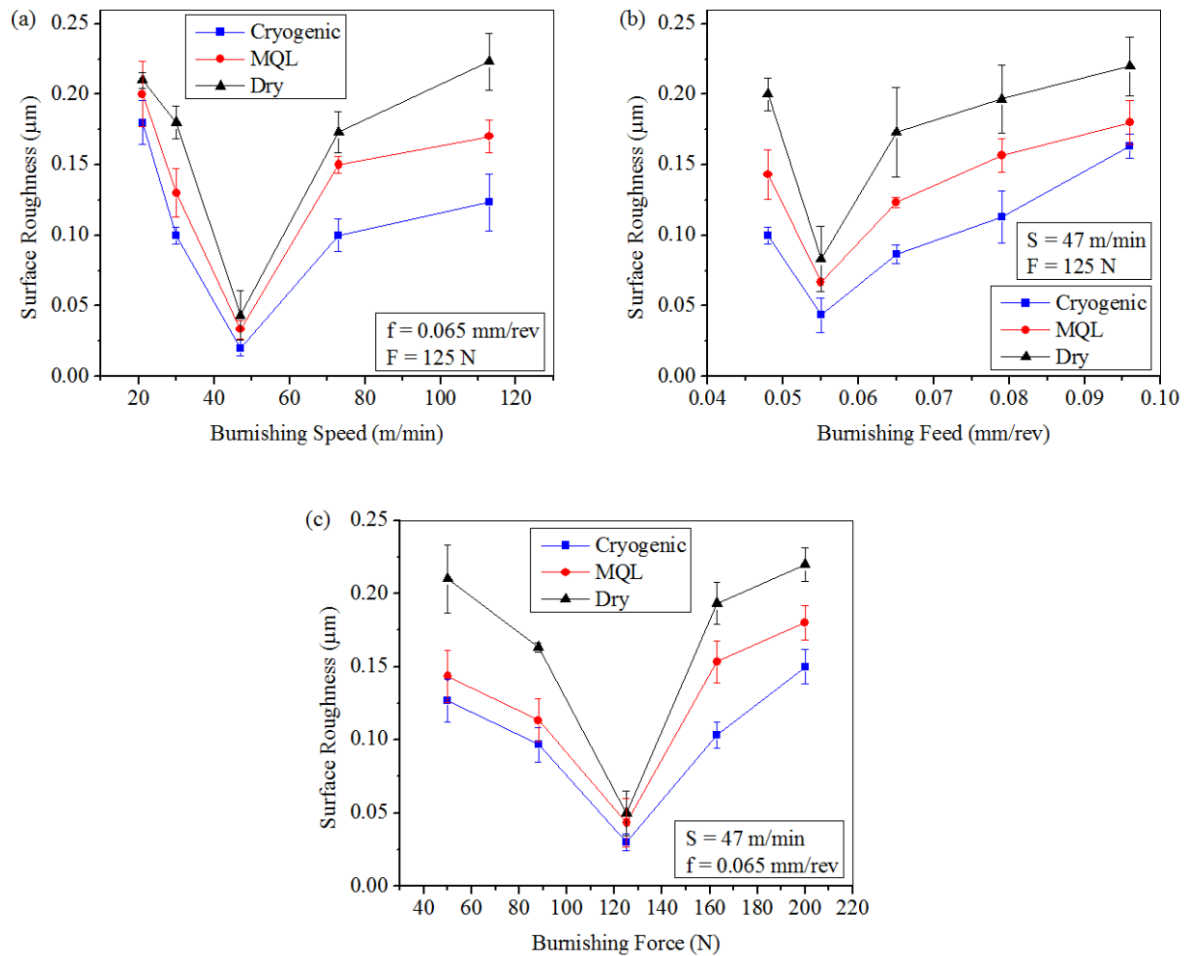 (a)
Cryogenic
MQL
Dry
0.25
0.20
0.15
0.10
0.05
0.00
Surface Roughness (μm)
f = 0.065 mm/rev
F = 125 N
20 40 60 80 100 120
Burnishing Speed (m/min)
(b)
0.25
0.20
0.15
0.10
0.05
0.00
Surface Roughness (μm)
S = 47 m/min
F = 125 N
Cryogenic
MQL
Dry
0.04 0.05 0.06 0.07 0.08 0.09 0.10
Burnishing Feed (mm/rev)
(c)
0.25
0.20
0.15
0.10
0.05
0.00
Surface Roughness (μm)
Cryogenic
MQL
Dry
S = 47 m/min
f = 0.065 mm/rev
40 60 80 100 120 140 160 180 200 220
Burnishing Force (N)